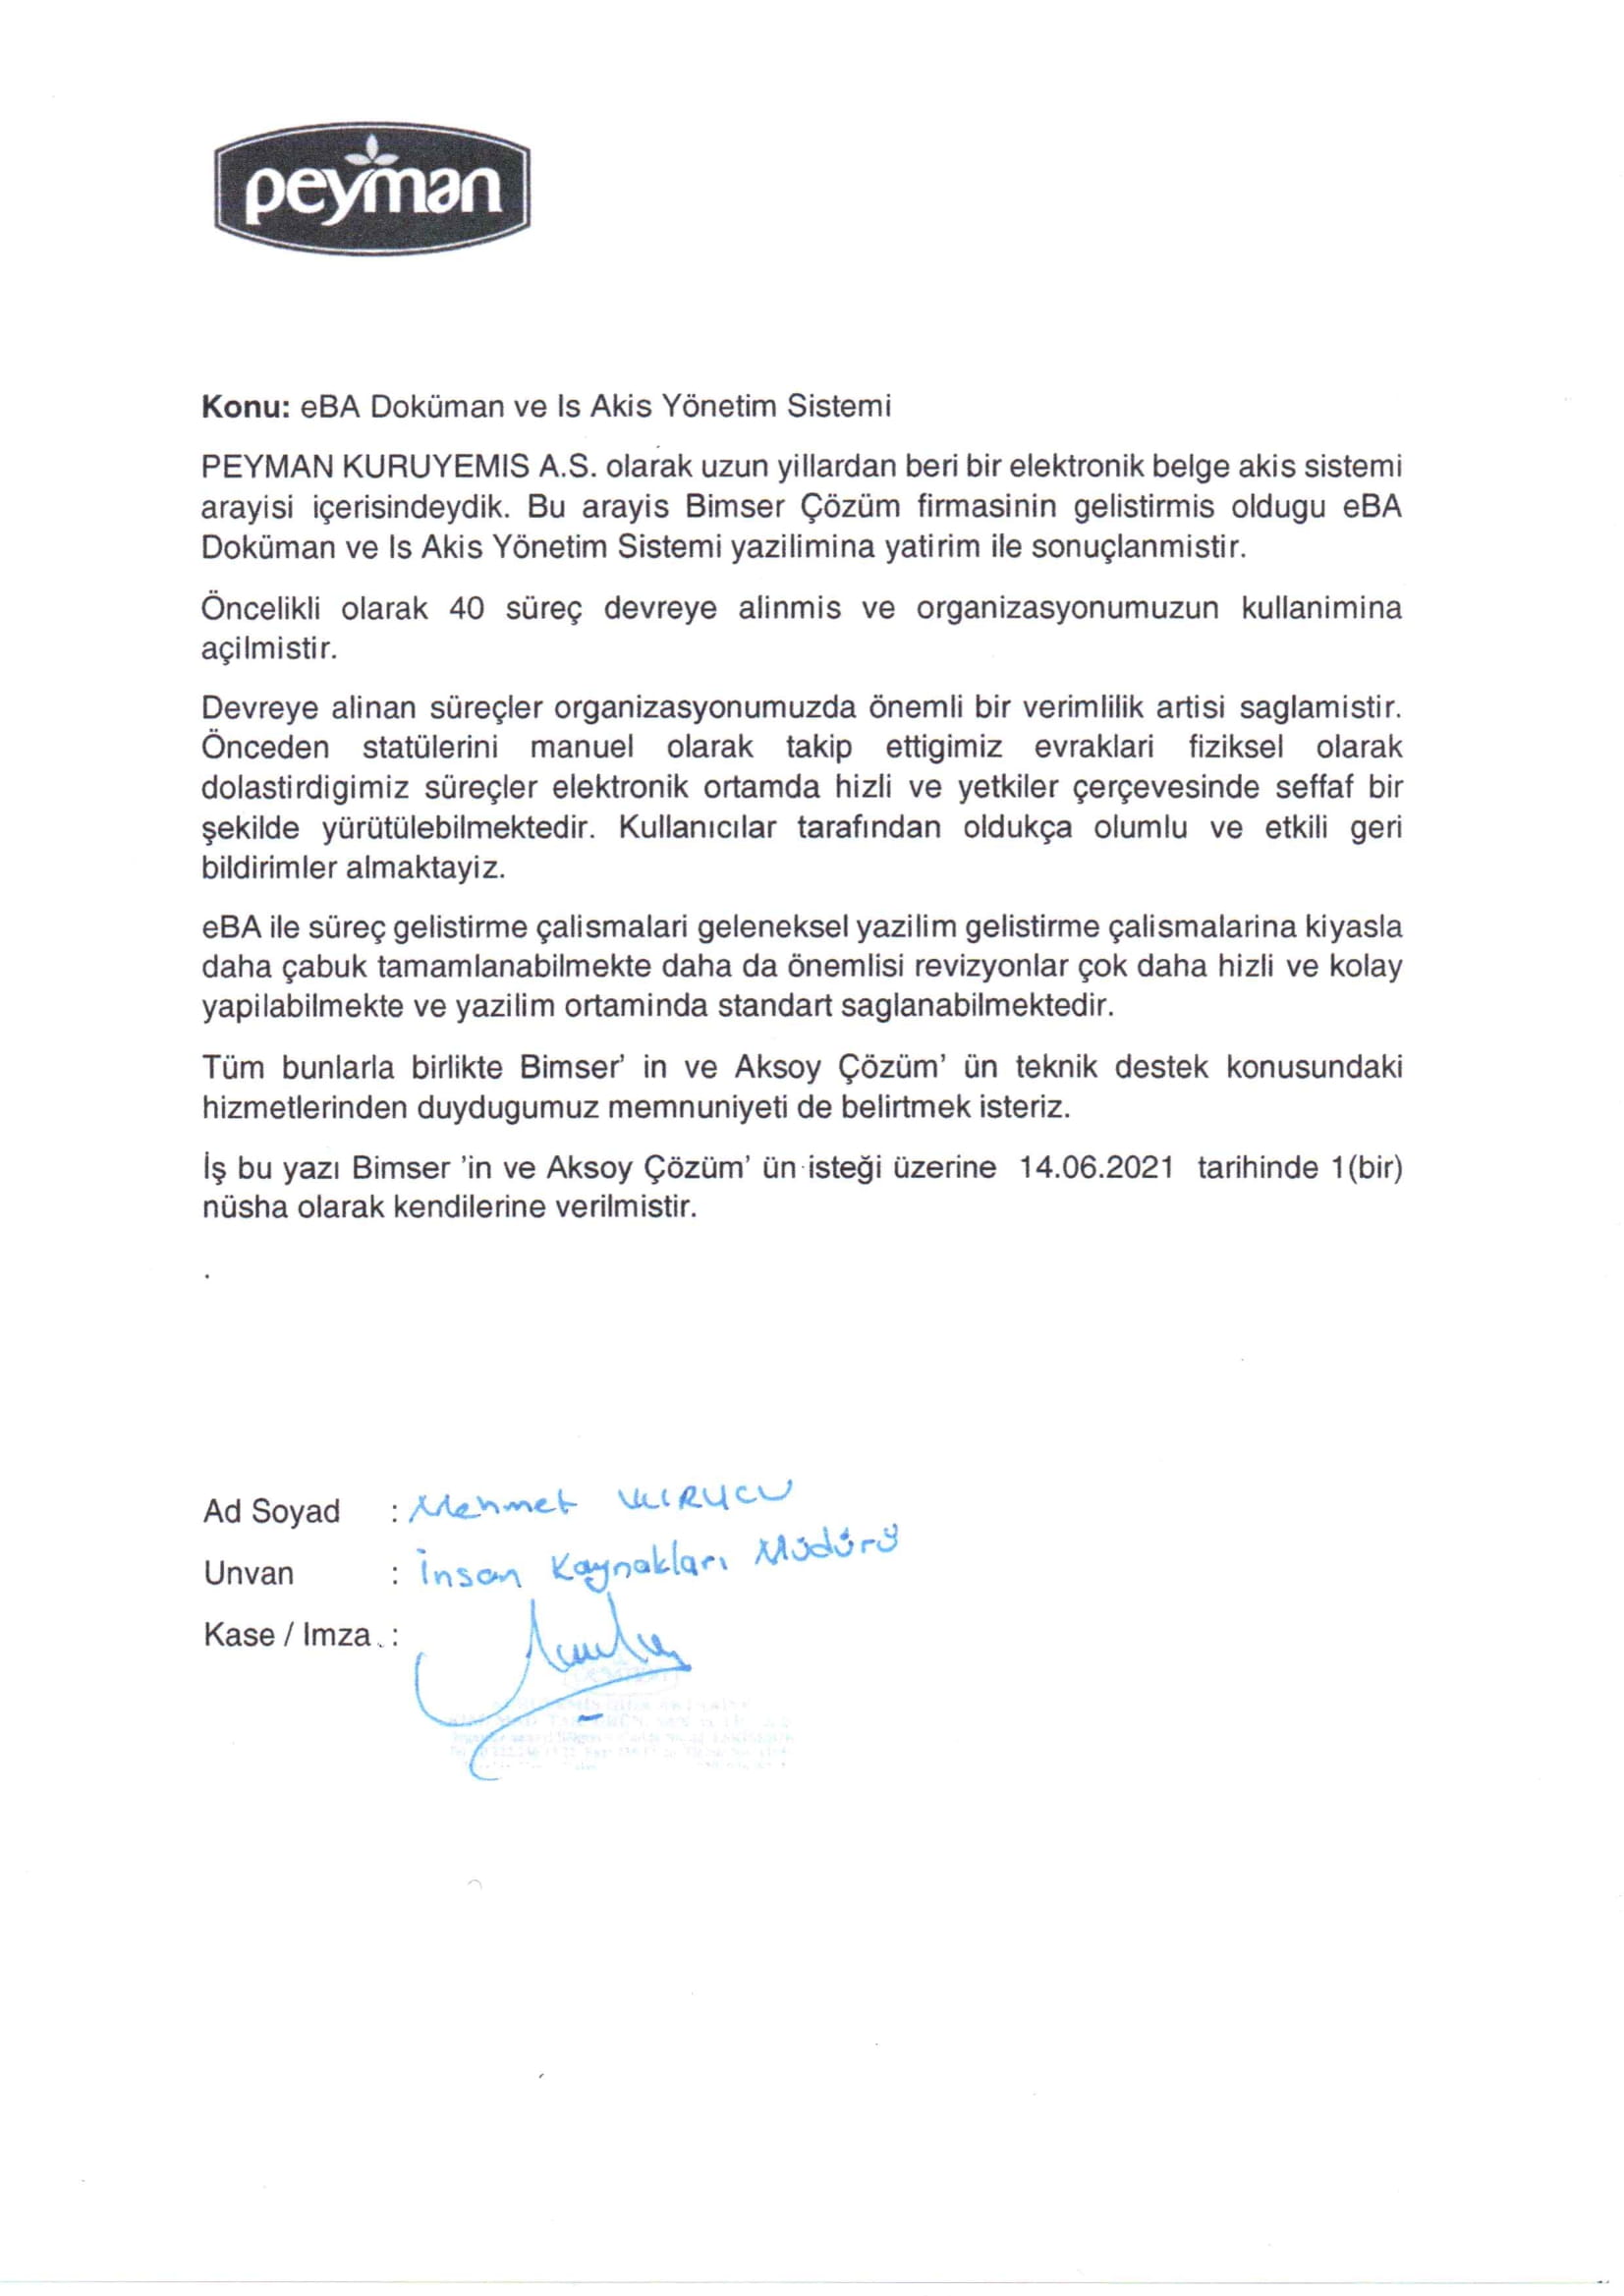 peyman
Konu: eBA Doküman ve Is Akis Yönetim Sistemi
PEYMAN KURUYEMIS A.S. olarak uzun yillardan beri bir elektronik belge akis sistemi
arayisi içerisindeydik. Bu arayis Bimser Çözüm firmasinin gelistirmis oldugu eBA
Doküman ve Is Akis Yönetim Sistemi yazilimina yatirim ile sonuçlanmistir.
Öncelikli olarak 40 süreç devreye alinmis ve organizasyonumuzun kullanimina
açilmistir.
Devreye alinan süreçler organizasyonumuzda önemli bir verimlilik artisi saglamistir.
Önceden statülerini manuel olarak takip ettigimiz evraklari fiziksel olarak
dolastirdigimiz süreçler elektronik ortamda hizli ve yetkiler çerçevesinde seffaf bir
şekilde yürütülebilmektedir. Kullanıcılar tarafından oldukça olumlu ve etkili geri
bildirimler almaktayiz.
eBA ile süreç gelistirme çalismalari geleneksel yazilim gelistirme çalismalarina kiyasla
daha çabuk tamamlanabilmekte daha da önemlisi revizyonlar çok daha hizli ve kolay
yapilabilmekte ve yazilim ortaminda standart saglanabilmektedir.
Tüm bunlarla birlikte Bimser' in ve Aksoy Çözüm' ün teknik destek konusundaki
hizmetlerinden duydugumuz memnuniyeti de belirtmek isteriz.
İş bu yazı Bimser 'in ve Aksoy Çözüm' ün isteği üzerine 14.06.2021 tarihinde 1(bir)
nüsha olarak kendilerine verilmistir.
.
Ad Soyad : Mehmet KURUCU
Unvan : İnsan Kaynakları Müdürü
Kase / Imza :